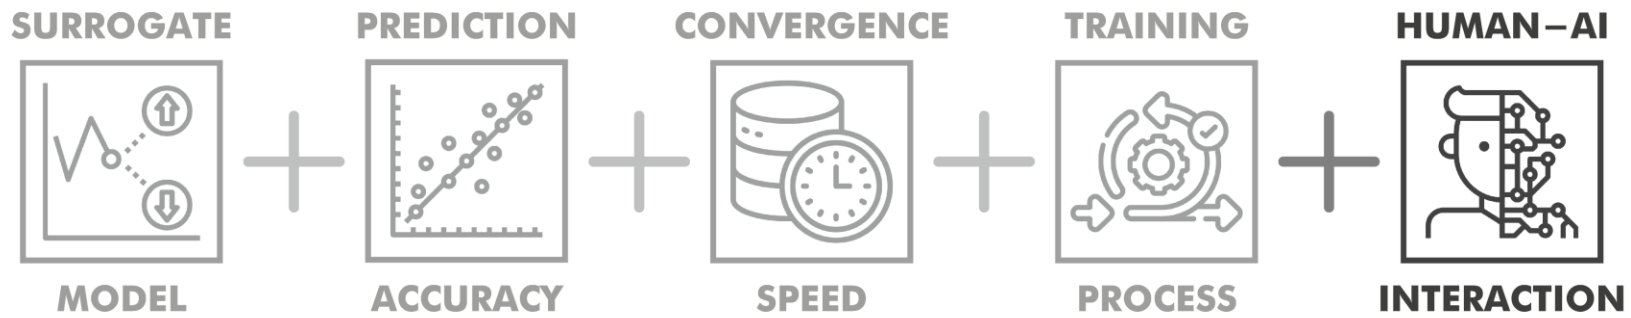 SURROGATE
MODEL
PREDICTION
ACCURACY
CONVERGENCE
SPEED
TRAINING
PROCESS
HUMAN–AI
INTERACTION